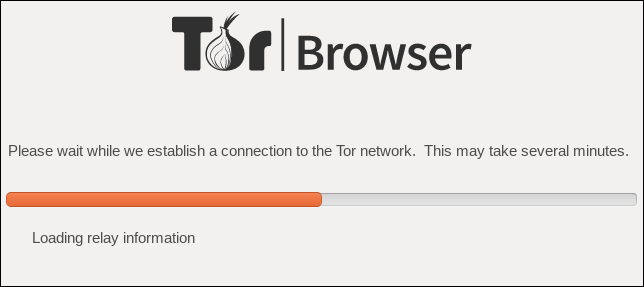 Tor Browser
Please wait while we establish a connection to the Tor network.  This may take several minutes.
Loading relay information